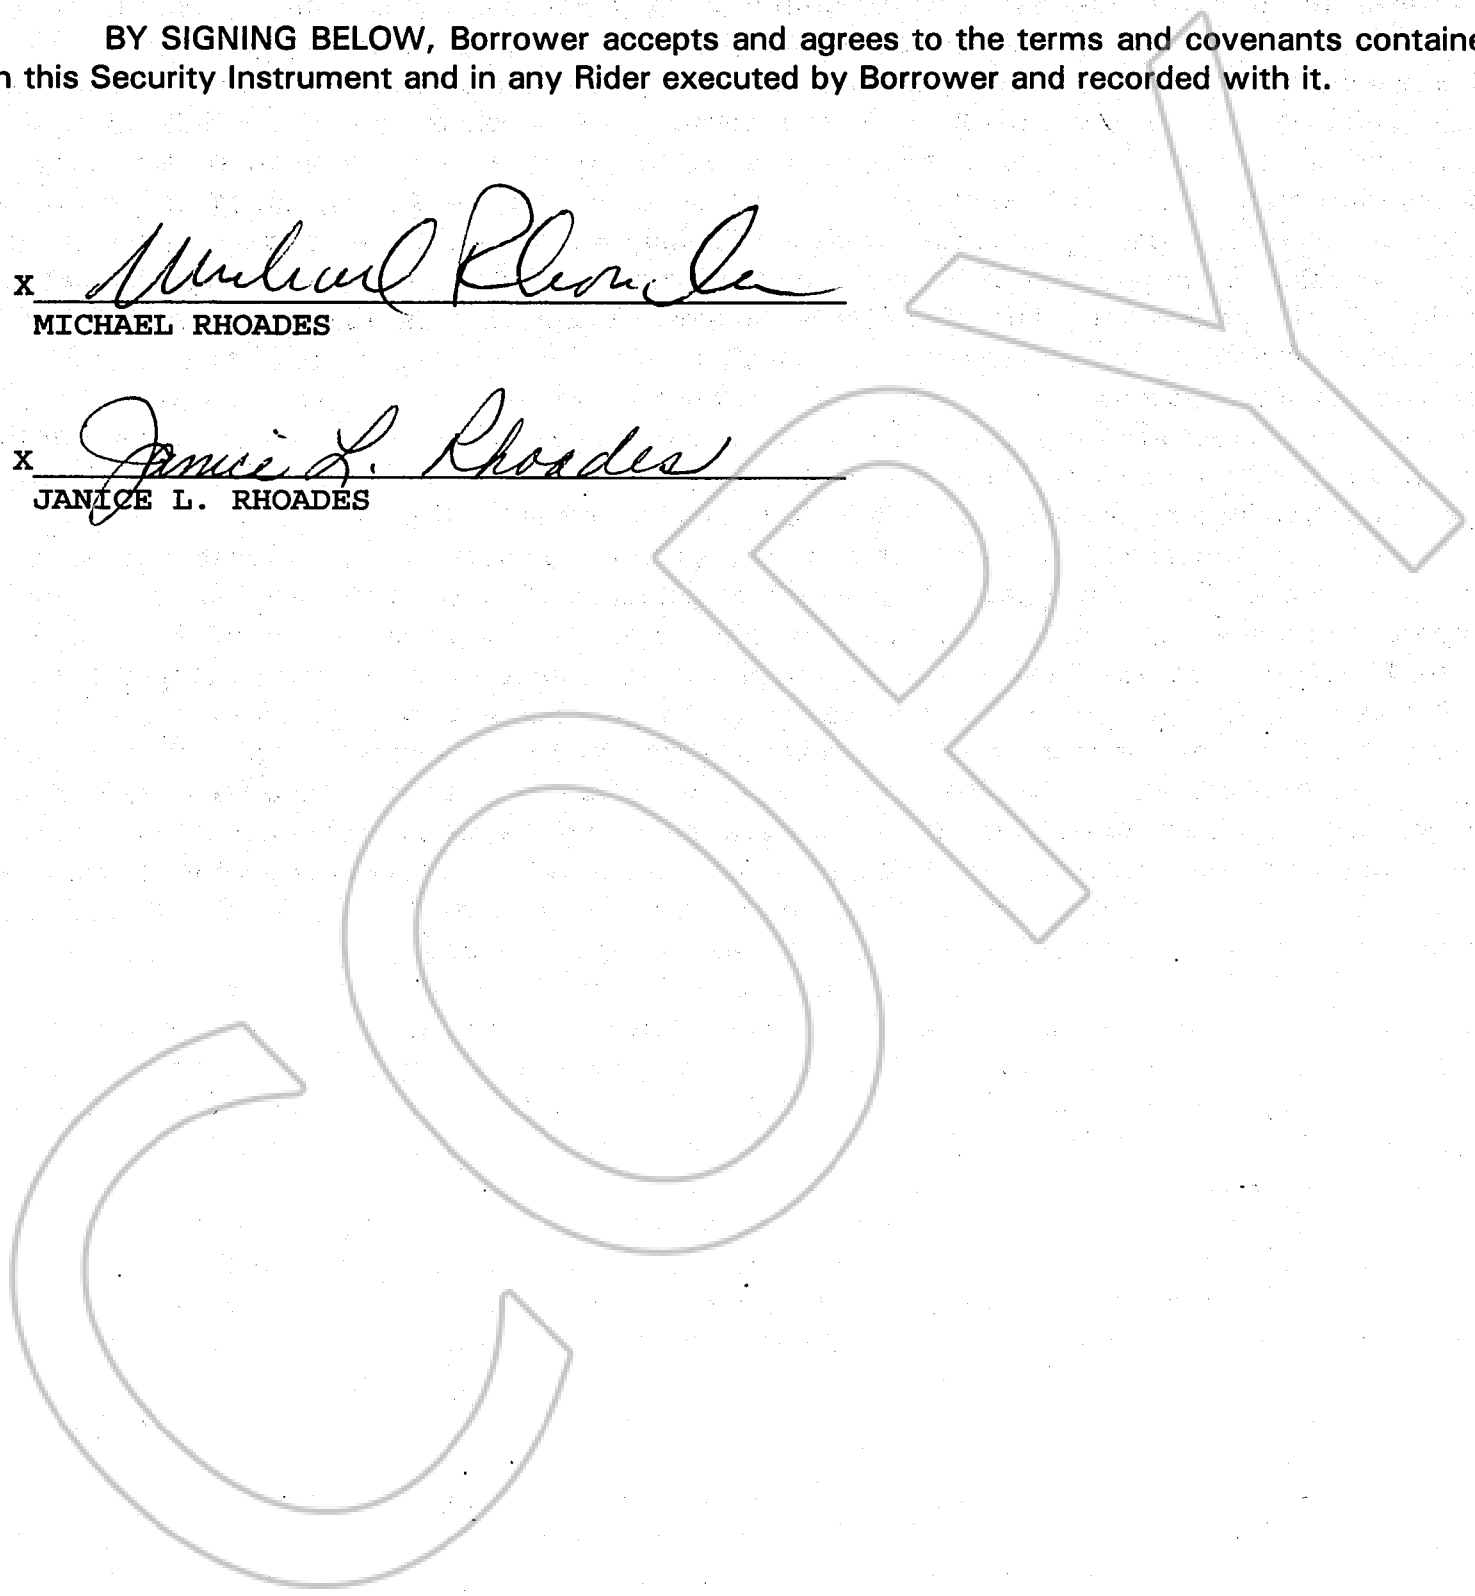 BY SIGNING BELOW, Borrower accepts and agrees to the terms and covenants containe
n this Security Instrument and in any Rider executed by Borrower and recorded with it.
x Michael Rhoades
MICHAEL RHOADES
x Janice L. Rhoades
JANICE L. RHOADES
COPY